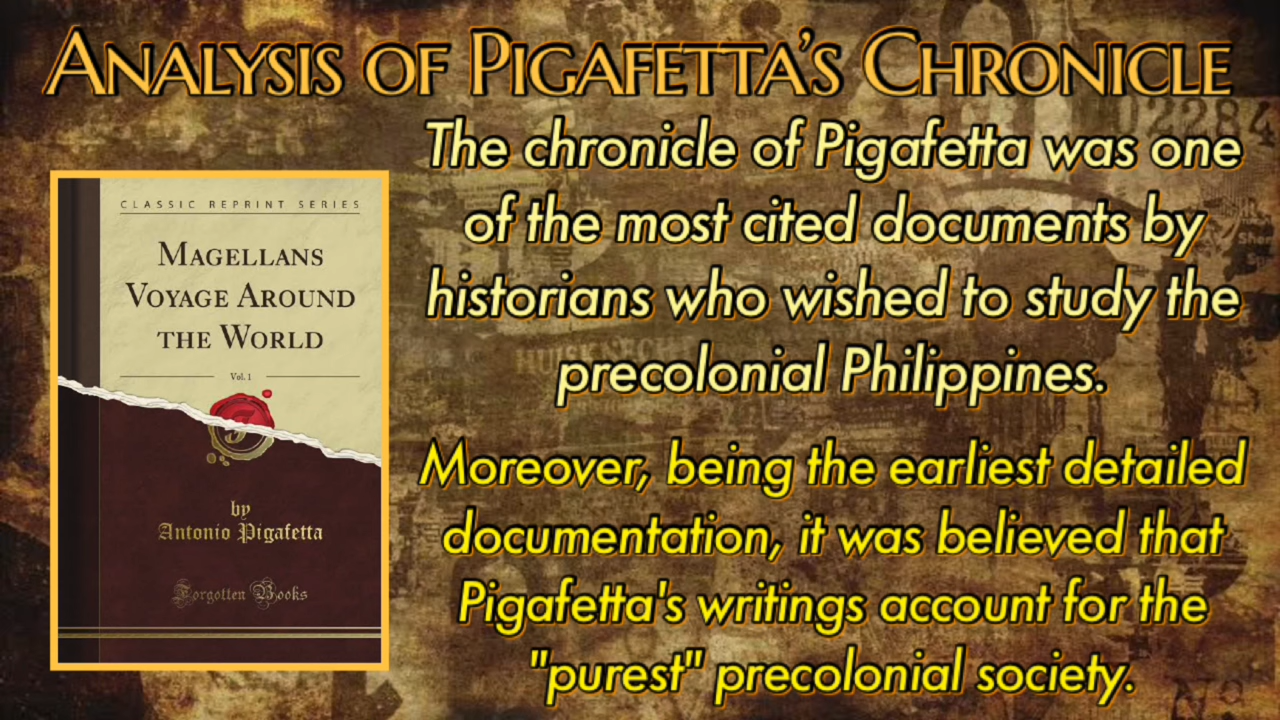 ANALYSIS OF PIGAFETTA'S CHRONICLE
The chronicle of Pigafetta was one
of the most cited documents by
historians who wished to study the
precolonial Philippines.
Moreover, being the earliest detailed
documentation, it was believed that
Pigafetta's writings account for the
"purest" precolonial society.
CLASSIC REPRINT SERIES
MAGELLANS
VOYAGE AROUND
THE WORLD
Vol. 1
by
Antonio Pigafetta
Forgotten Books
02284